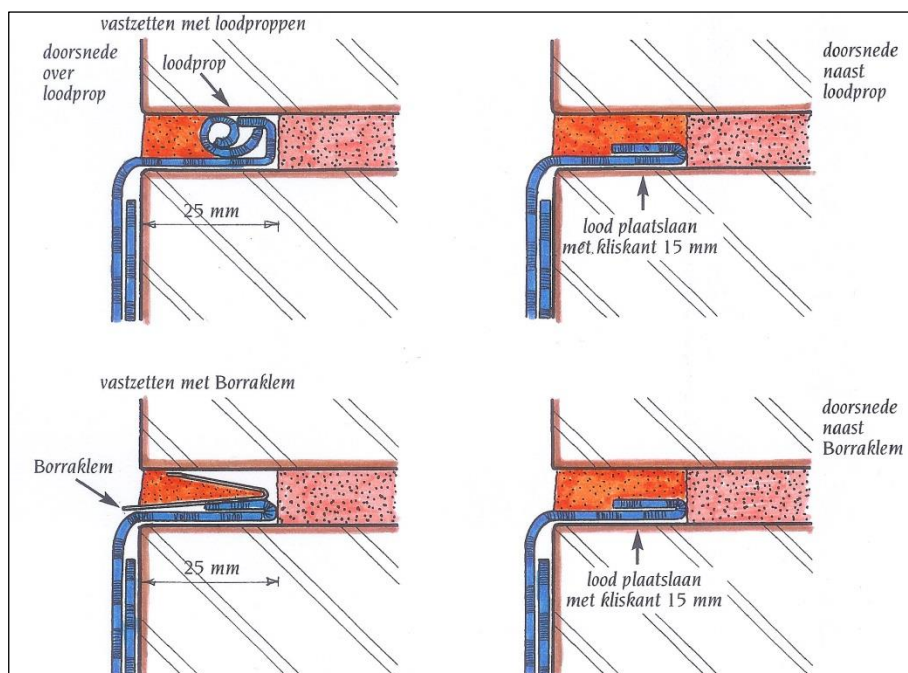 vastzetten met loodproppen
doorsnede
over
loodprop
loodprop
25 mm
doorsnede
naast
loodprop
lood plaatslaan
met kliskant 15 mm
vastzetten met Borraklem
Borraklem
25 mm
doorsnede
naast
Borraklem
lood plaatslaan
met kliskant 15 mm